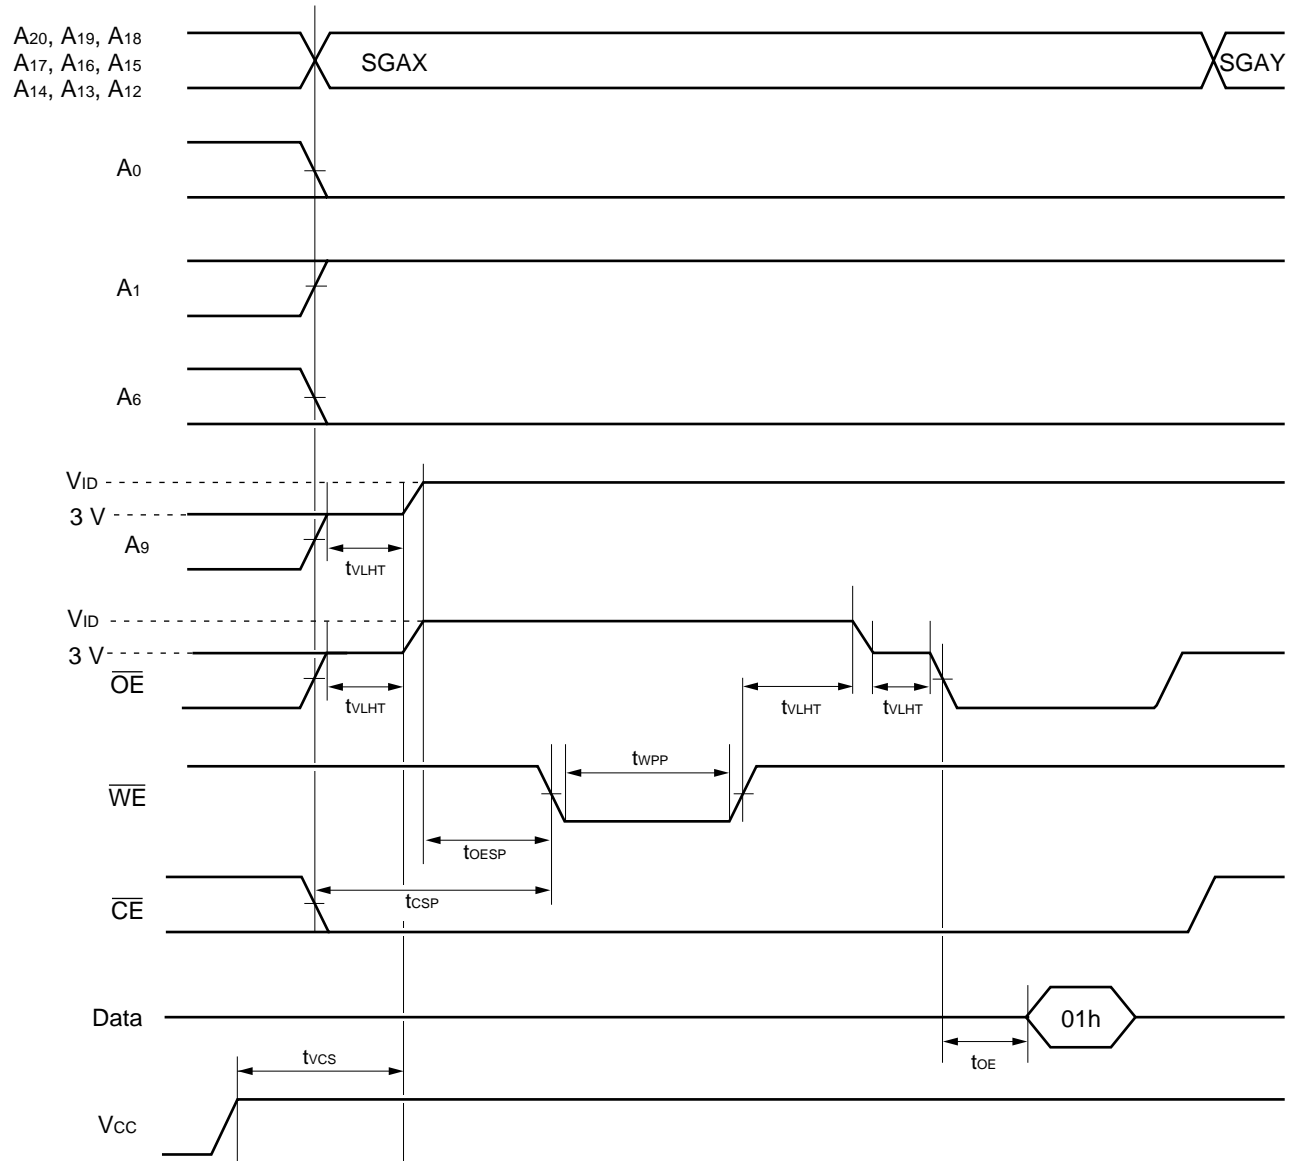 A20, A19, A18
A17, A16, A15
A14, A13, A12
SGAX
SGAY
A0
A1
A6
VID
3 V
A9
tVLHT
VID
3 V
OE
tVLHT
tVLHT
tVLHT
tWPP
WE
tOESP
tCSP
CE
Data
01h
tVCS
tOE
VCC